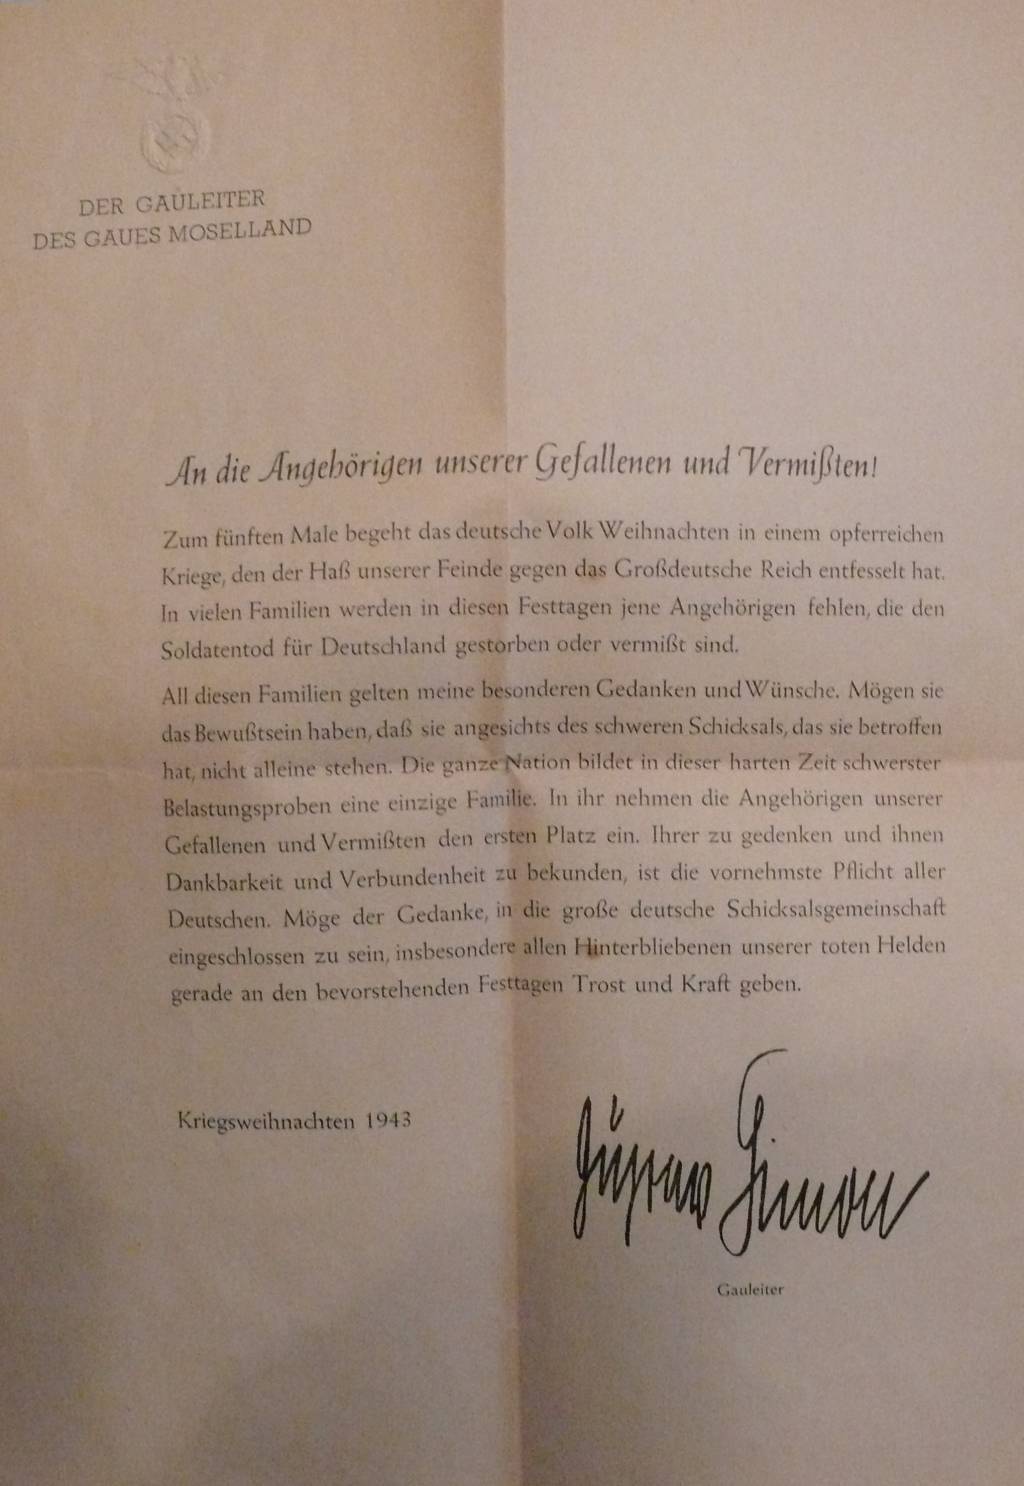 DER GAULEITER
DES GAUES MOSELLAND
An die Angehörigen unserer Gefallenen und Vermißten!
Zum fünften Male begeht das deutsche Volk Weihnachten in einem opferreichen
Kriege, den der Haß unserer Feinde gegen das Großdeutsche Reich entfesselt hat.
In vielen Familien werden in diesen Festtagen jene Angehörigen fehlen, die den
Soldatentod für Deutschland gestorben oder vermißt sind.
All diesen Familien gelten meine besonderen Gedanken und Wünsche. Mögen sie
das Bewußtsein haben, daß sie angesichts des schweren Schicksals, das sie betroffen
hat, nicht alleine stehen. Die ganze Nation bildet in dieser harten Zeit schwerster
Belastungsproben eine einzige Familie. In ihr nehmen die Angehörigen unserer
Gefallenen und Vermißten den ersten Platz ein. Ihrer zu gedenken und ihnen
Dankbarkeit und Verbundenheit zu bekunden, ist die vornehmste Pflicht aller
Deutschen. Möge der Gedanke, in die große deutsche Schicksalsgemeinschaft
eingeschlossen zu sein, insbesondere allen Hinterbliebenen unserer toten Helden
gerade an den bevorstehenden Festtagen Trost und Kraft geben.
Kriegsweihnachten 1943
Gustav Simon
Gauleiter